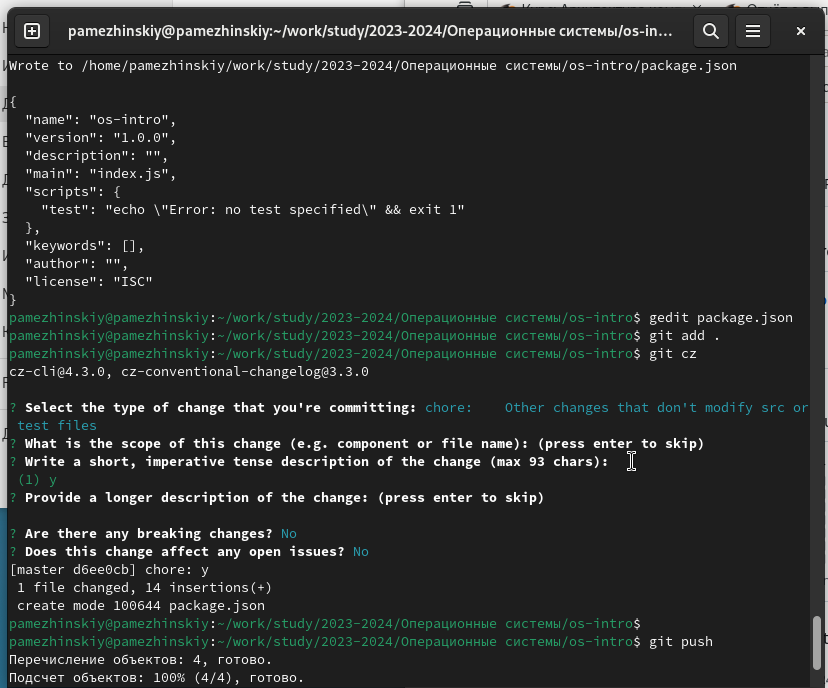 pamezhinskiy@pamezhinskiy:~/work/study/2023-2024/Операционные системы/os-in...
Wrote to /home/pamezhinskiy/work/study/2023-2024/Операционные системы/os-intro/package.json
{
  "name": "os-intro",
  "version": "1.0.0",
  "description": "",
  "main": "index.js",
  "scripts": {
    "test": "echo \"Error: no test specified\" && exit 1"
  },
  "keywords": [],
  "author": "",
  "license": "ISC"
}
pamezhinskiy@pamezhinskiy:~/work/study/2023-2024/Операционные системы/os-intro$ gedit package.json
pamezhinskiy@pamezhinskiy:~/work/study/2023-2024/Операционные системы/os-intro$ git add .
pamezhinskiy@pamezhinskiy:~/work/study/2023-2024/Операционные системы/os-intro$ git cz
cz-cli@4.3.0, cz-conventional-changelog@3.3.0
? Select the type of change that you're committing: chore:    Other changes that don't modify src or
 test files
? What is the scope of this change (e.g. component or file name): (press enter to skip)
? Write a short, imperative tense description of the change (max 93 chars):
 (1) y
? Provide a longer description of the change: (press enter to skip)
? Are there any breaking changes? No
? Does this change affect any open issues? No
[master d6ee0cb] chore: y
 1 file changed, 14 insertions(+)
 create mode 100644 package.json
pamezhinskiy@pamezhinskiy:~/work/study/2023-2024/Операционные системы/os-intro$
pamezhinskiy@pamezhinskiy:~/work/study/2023-2024/Операционные системы/os-intro$ git push
Перечисление объектов: 4, готово.
Подсчет объектов: 100% (4/4), готово.